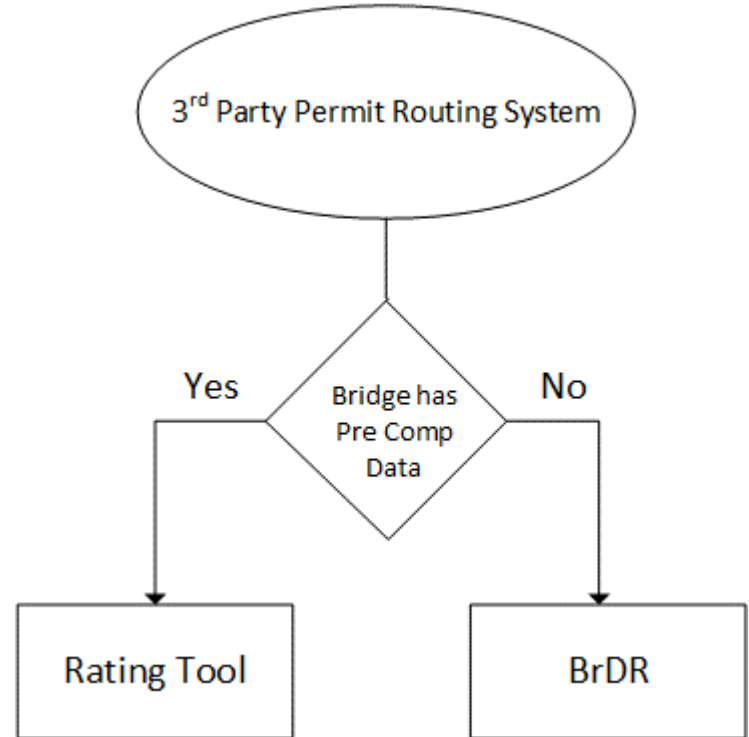 3rd Party Permit Routing System
Yes
No
Bridge has
Pre Comp
Data
Rating Tool
BrDR